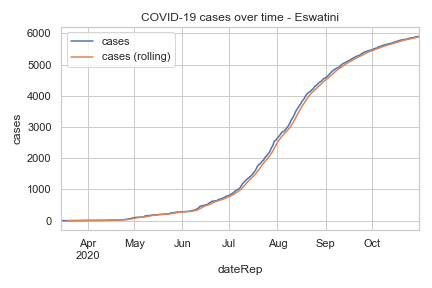 COVID-19 cases over time - Eswatini
cases
cases (rolling)
6000
5000
4000
3000
2000
1000
0
cases
Apr
2020
May
Jun
Jul
Aug
Sep
Oct
dateRep